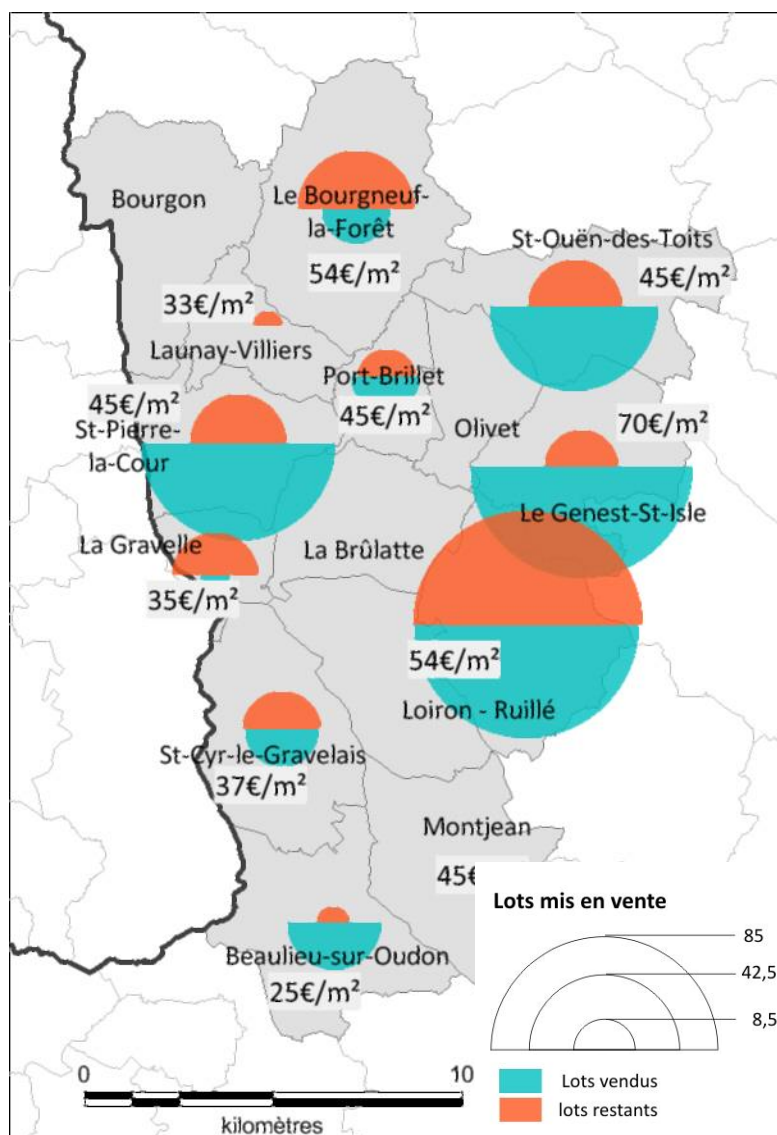 Bourgon
Le Bourgneuf-
la-Forêt
54€/m²
St-Ouën-des-Toits
45€/m²
33€/m²
Launay-Villiers
Port-Brillet
45€/m²
45€/m²
St-Pierre-
la-Cour
Olivet
70€/m²
Le Genest-St-Isle
La Gravelle
35€/m²
La Brûlatte
54€/m²
Loiron - Ruillé
St-Cyr-le-Gravelais
37€/m²
Montjean
45€
Beaulieu-sur-Oudon
25€/m²
Lots mis en vente
85
42,5
8,5
Lots vendus
lots restants
0 10
kilomètres